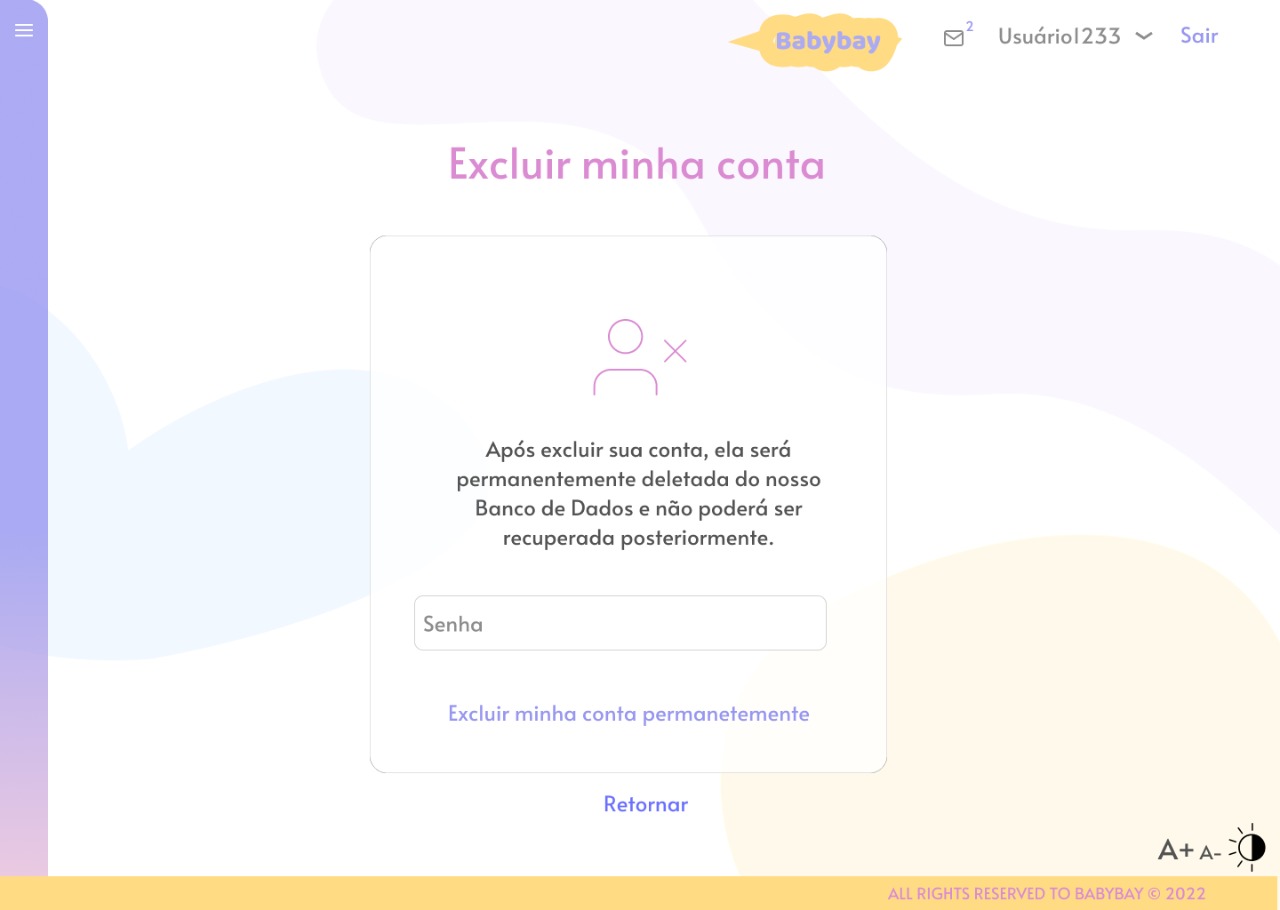 Babybay
2
Usuário1233
Sair
Excluir minha conta
Após excluir sua conta, ela será
permanentemente deletada do nosso
Banco de Dados e não poderá ser
recuperada posteriormente.
Senha
Excluir minha conta permanetemente
Retornar
A+ A-
ALL RIGHTS RESERVED TO BABYBAY © 2022